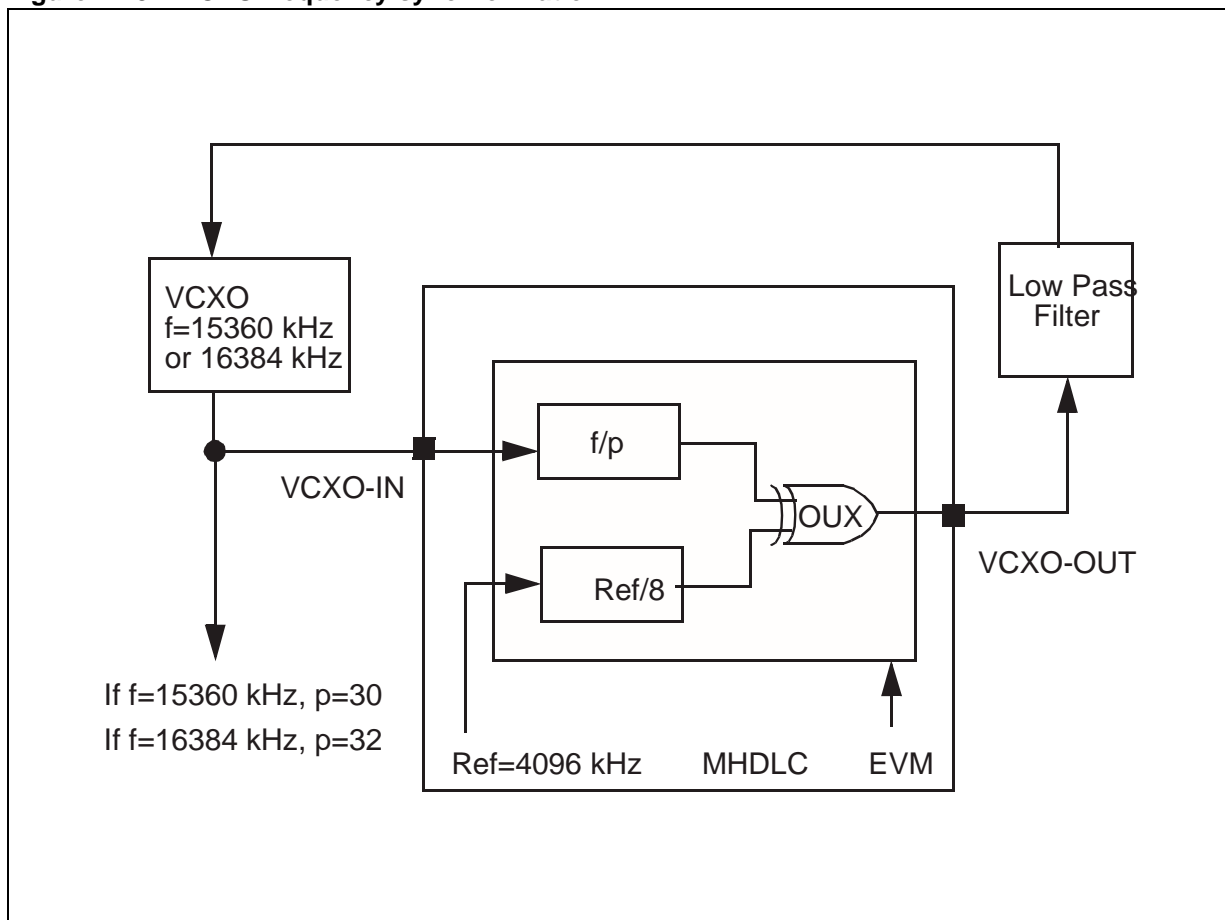 VCXO
f=15360 kHz
or 16384 kHz
Low Pass
Filter
f/p
VCXO-IN
OUX
VCXO-OUT
Ref/8
If f=15360 kHz, p=30
If f=16384 kHz, p=32
Ref=4096 kHz MHDLC EVM